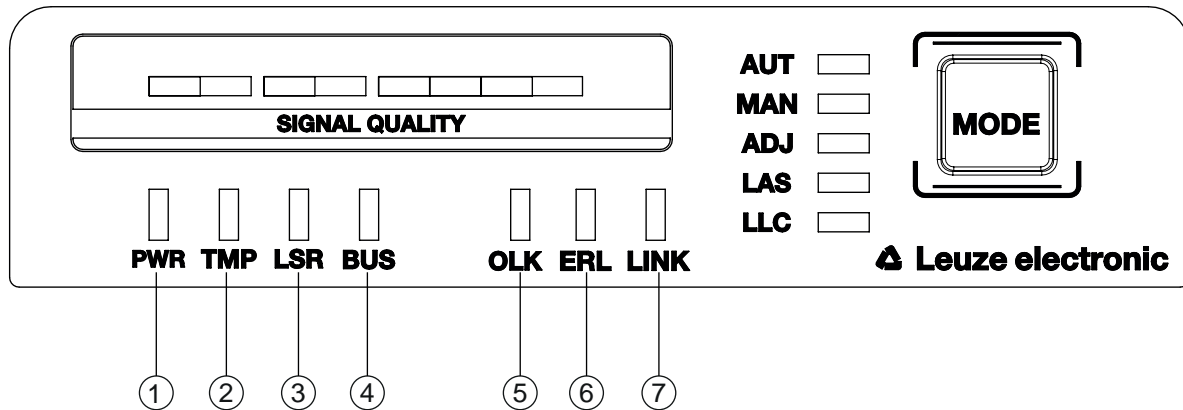 SIGNAL QUALITY
AUT
MAN
ADJ
LAS
LLC
MODE
PWR TMP LSR BUS OLK ERL LINK
Leuze electronic
1 2 3 4 5 6 7